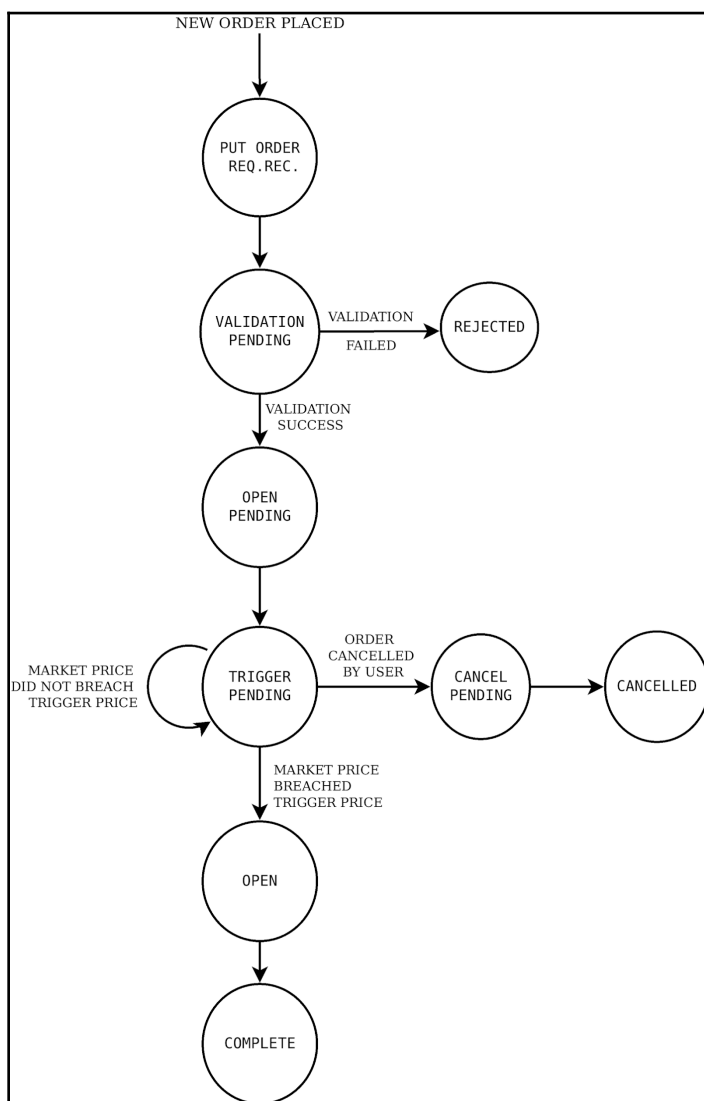 NEW ORDER PLACED
PUT ORDER
REQ.REC.
VALIDATION
PENDING
VALIDATION
FAILED
REJECTED
VALIDATION
SUCCESS
OPEN
PENDING
MARKET PRICE
DID NOT BREACH
TRIGGER PRICE
TRIGGER
PENDING
ORDER
CANCELLED
BY USER
CANCEL
PENDING
CANCELLED
MARKET PRICE
BREACHED
TRIGGER PRICE
OPEN
COMPLETE